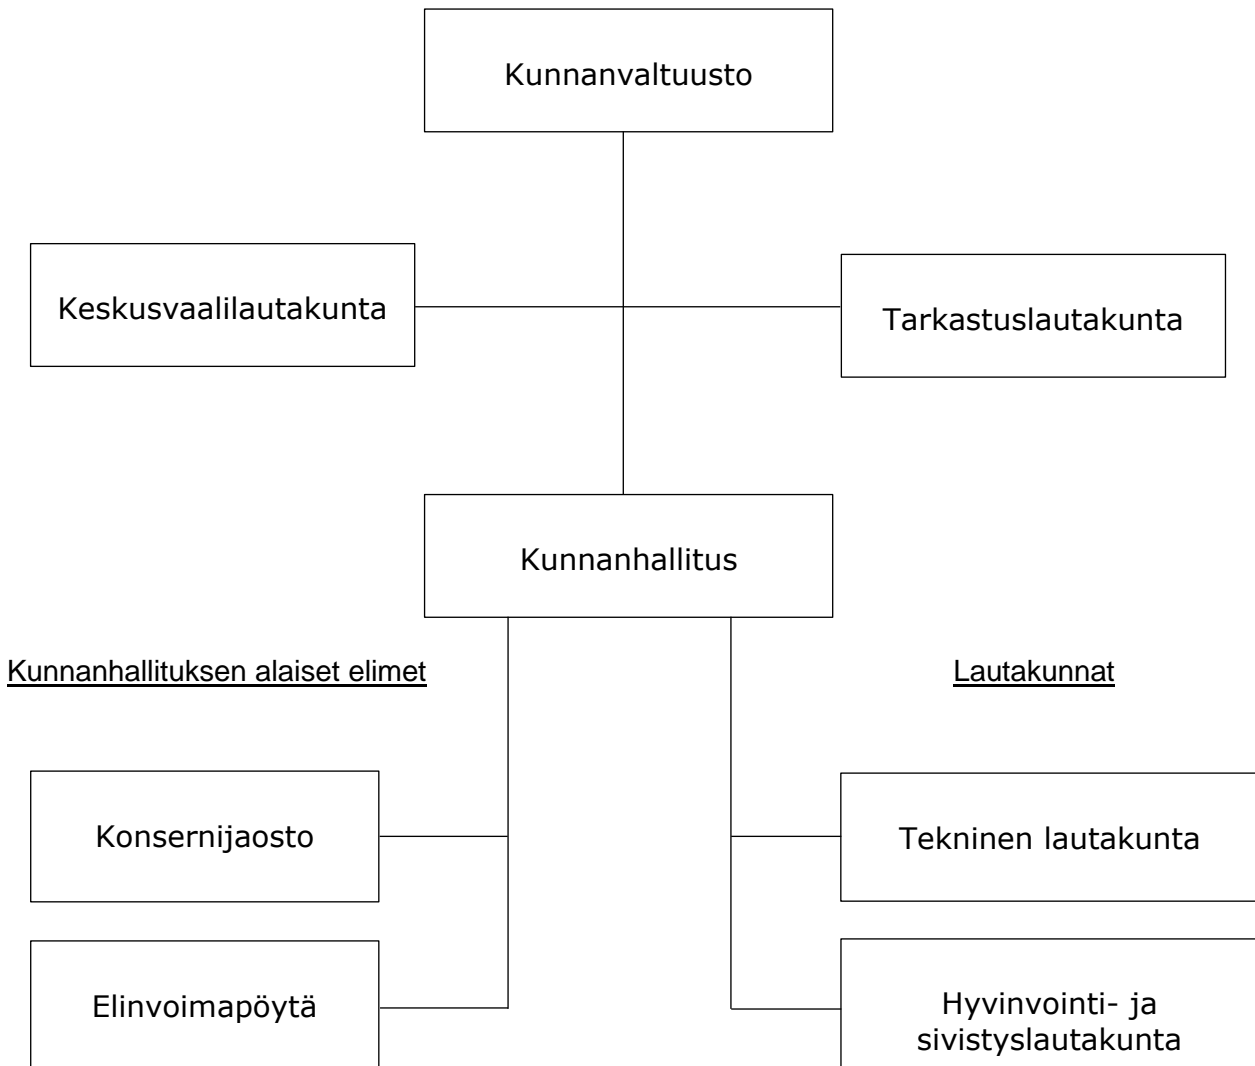 Kunnanvaltuusto
Keskusvaalilautakunta
Tarkastuslautakunta
Kunnanhallitus
Kunnanhallituksen alaiset elimet
Lautakunnat
Konsernijaosto
Tekninen lautakunta
Elinvoimapöytä
Hyvinvointi- ja
sivistyslautakunta